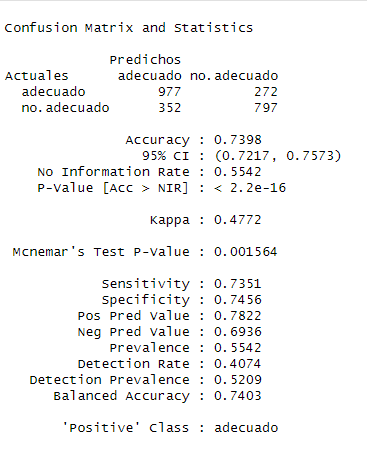 Confusion Matrix and Statistics
Predichos
Actuales adecuado no.adecuado
adecuado 977 272
no.adecuado 352 797
Accuracy : 0.7398
95% CI : (0.7217, 0.7573)
No Information Rate : 0.5542
P-Value [Acc > NIR] : < 2.2e-16
Kappa : 0.4772
Mcnemar's Test P-Value : 0.001564
Sensitivity : 0.7351
Specificity : 0.7456
Pos Pred Value : 0.7822
Neg Pred Value : 0.6936
Prevalence : 0.5542
Detection Rate : 0.4074
Detection Prevalence : 0.5209
Balanced Accuracy : 0.7403
'Positive' Class : adecuado